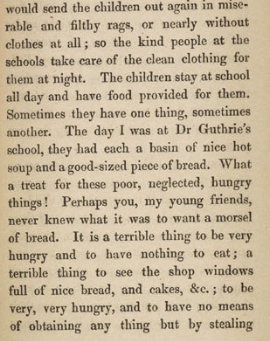 would send the children out again in mise-
rable and filthy rags, or nearly without
clothes at all; so the kind people at the
schools take care of the clean clothing for
them at night. The children stay at school
all day and have food provided for them.
Sometimes they have one thing, sometimes
another. The day I was at Dr Guthrie's
school, they had each a basin of nice hot
soup and a good-sized piece of bread. What
a treat for these poor, neglected, hungry
things! Perhaps you, my young friends,
never knew what it was to want a morsel
of bread. It is a terrible thing to be very
hungry and to have nothing to eat; a
terrible thing to see the shop windows
full of nice bread, and cakes, &c.; to be
very, very hungry, and to have no means
of obtaining any thing but by stealing